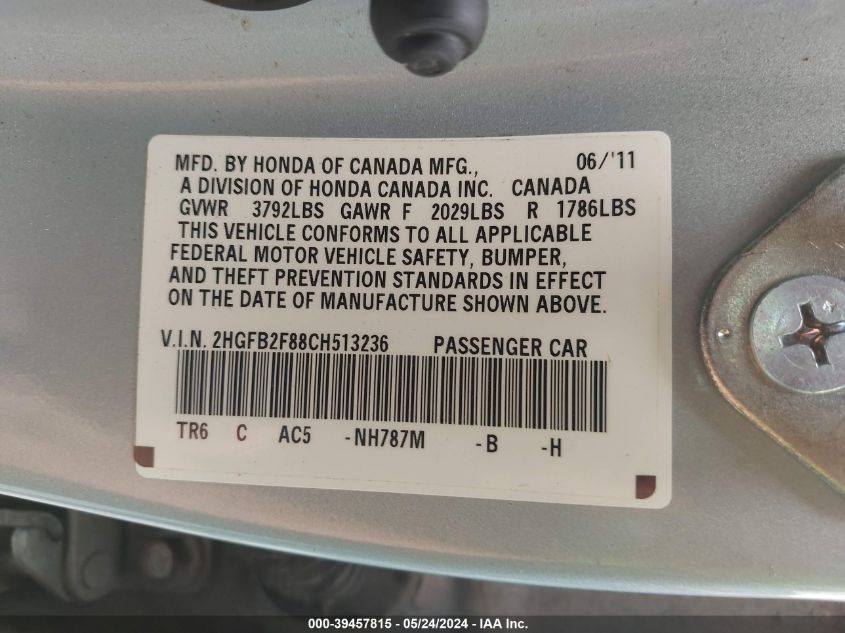 MFD. BY HONDA OF CANADA MFG., 06/'11
A DIVISION OF HONDA CANADA INC. CANADA
GVWR 3792LBS GAWR F 2029LBS R 1786LBS
THIS VEHICLE CONFORMS TO ALL APPLICABLE
FEDERAL MOTOR VEHICLE SAFETY, BUMPER,
AND THEFT PREVENTION STANDARDS IN EFFECT
ON THE DATE OF MANUFACTURE SHOWN ABOVE.
V.I.N. 2HGFB2F88CH513236 PASSENGER CAR
TR6 C AC5 -NH787M -B -H
000-39457815 - 05/24/2024 - IAA Inc.